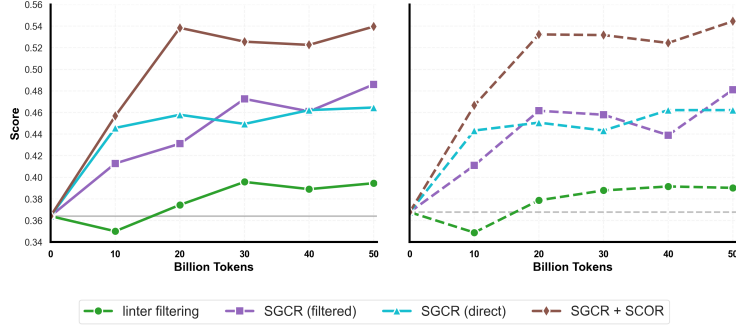 0.56
0.54
0.52
0.50
0.48
0.46
0.44
0.42
0.40
0.38
0.36
0.34
Score
0 10 20 30 40 50
Billion Tokens
0 10 20 30 40 50
Billion Tokens
linter filtering SGCR (filtered) SGCR (direct) SGCR + SCOR